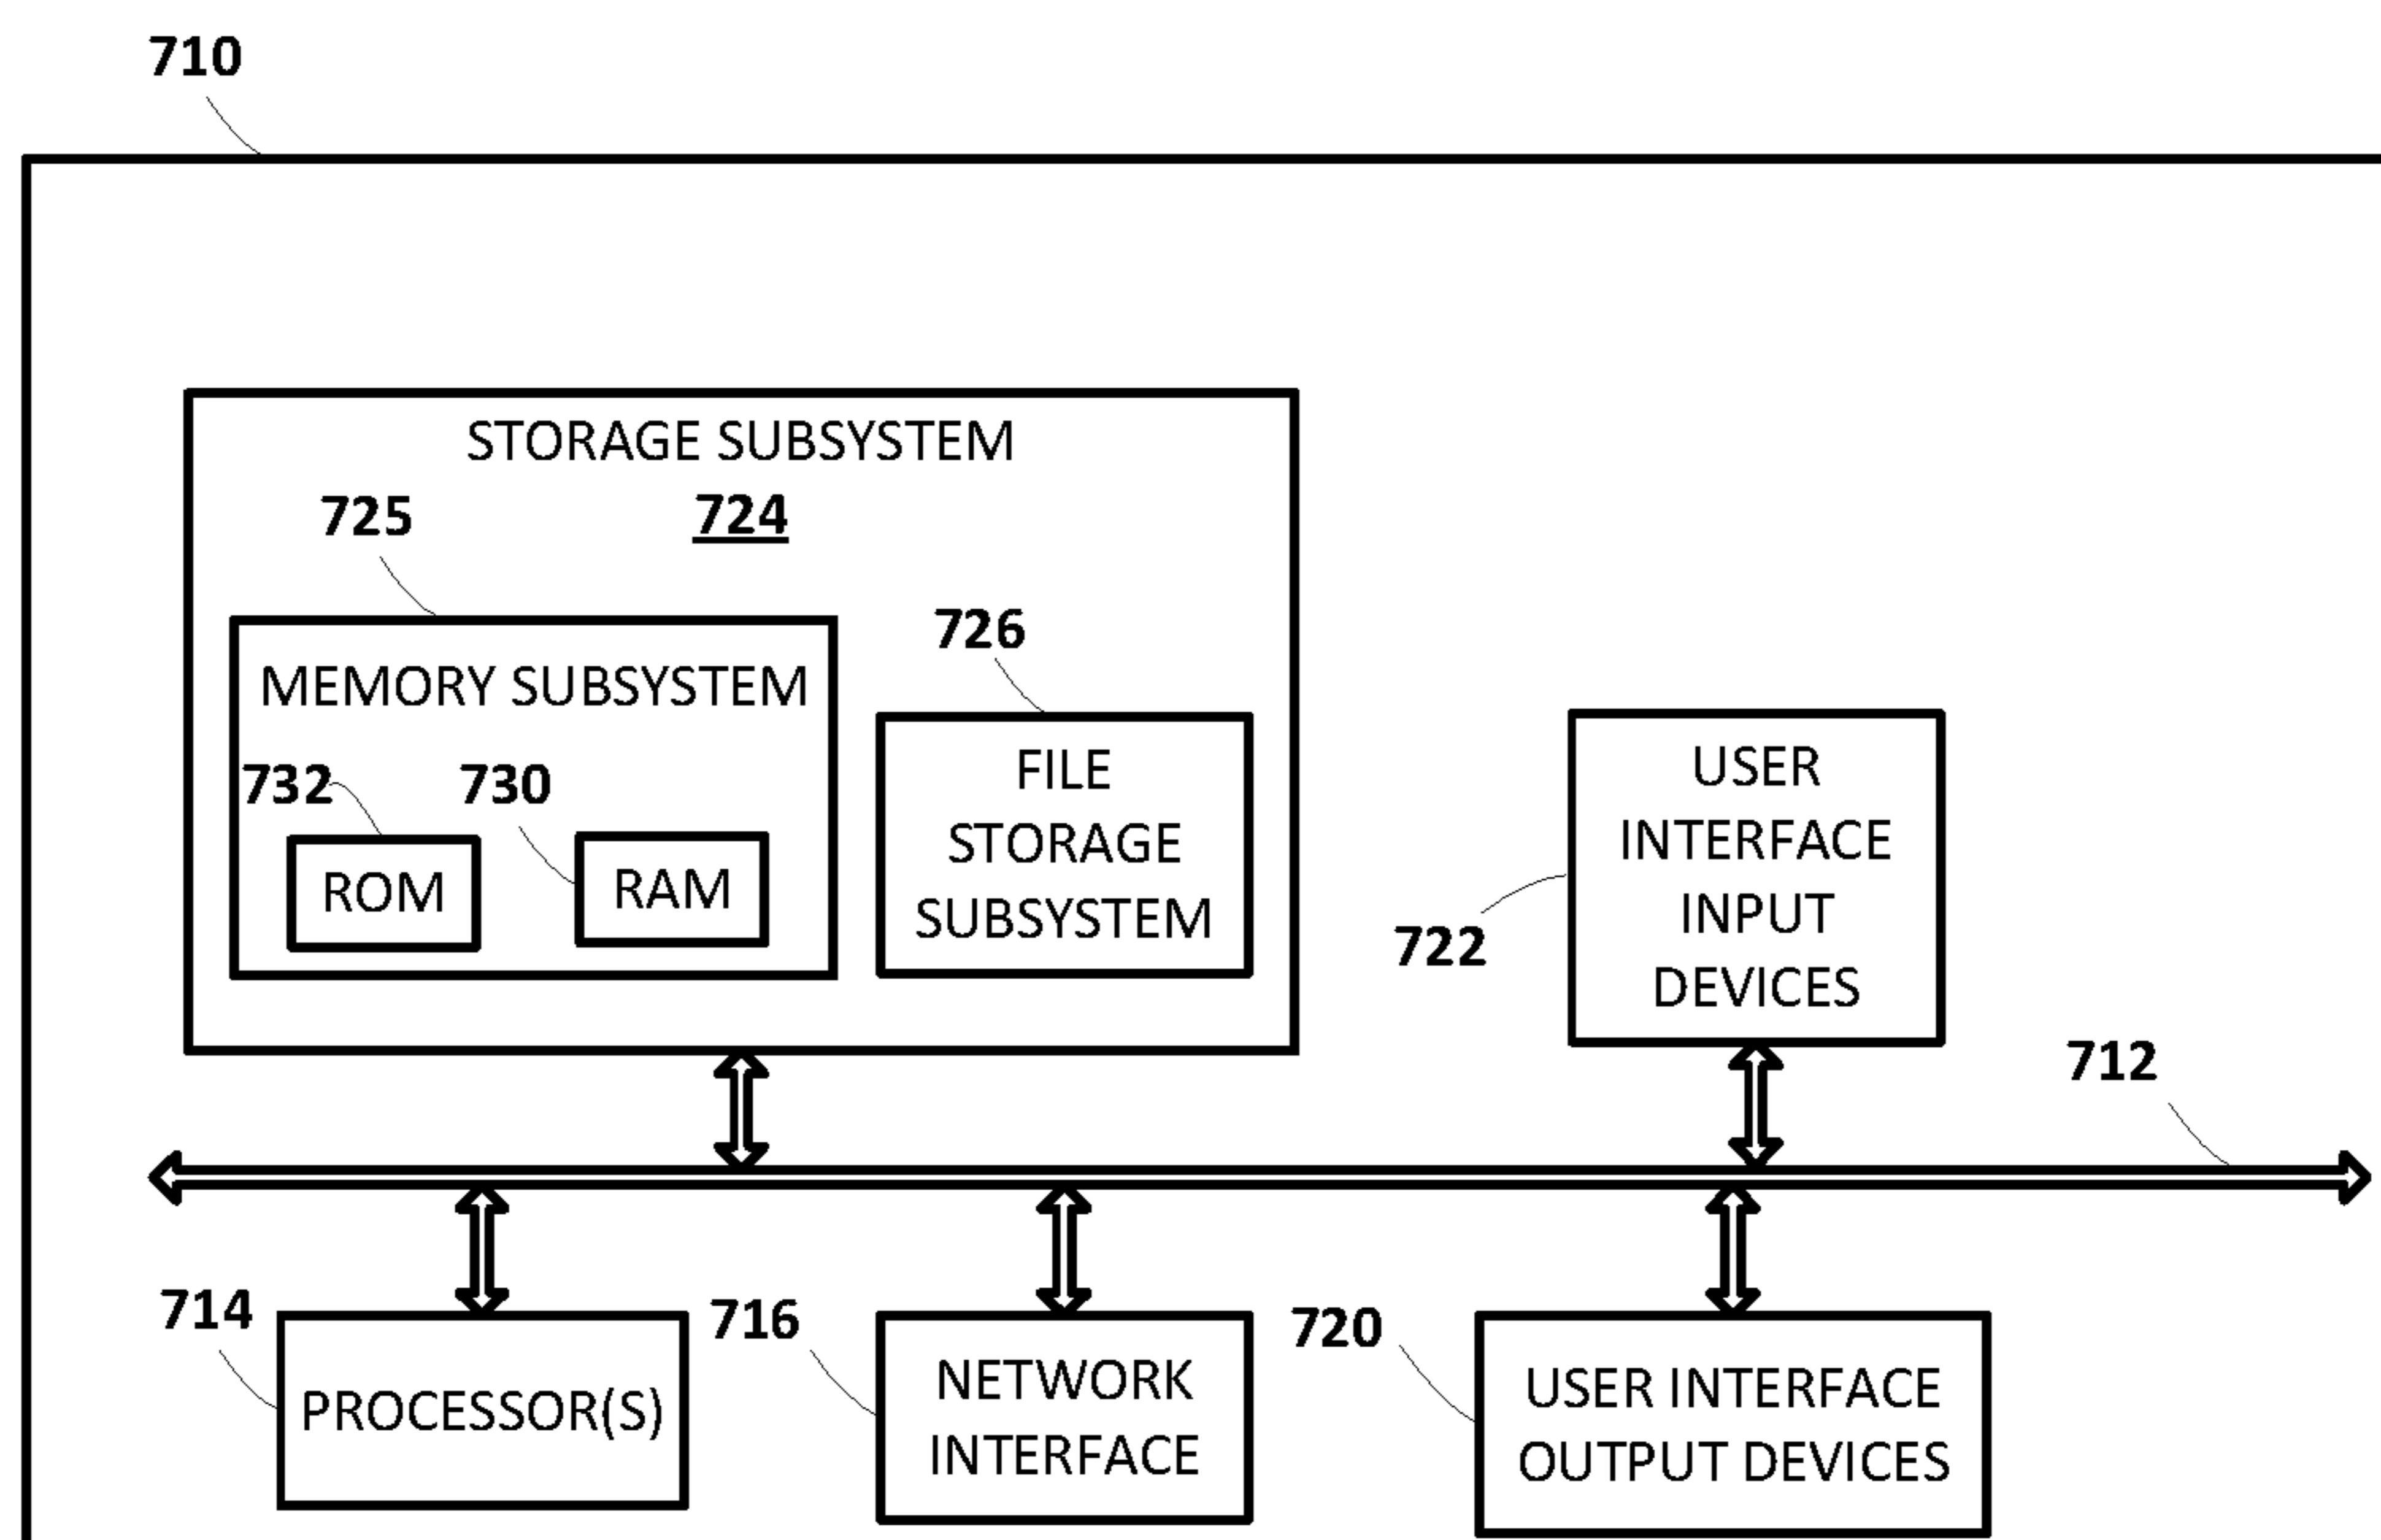 710
STORAGE SUBSYSTEM
725
724
726
MEMORY SUBSYSTEM
732
730
ROM
RAM
FILE
STORAGE
SUBSYSTEM
USER
INTERFACE
INPUT
DEVICES
722
712
714
PROCESSOR(S)
716
NETWORK
INTERFACE
720
USER INTERFACE
OUTPUT DEVICES